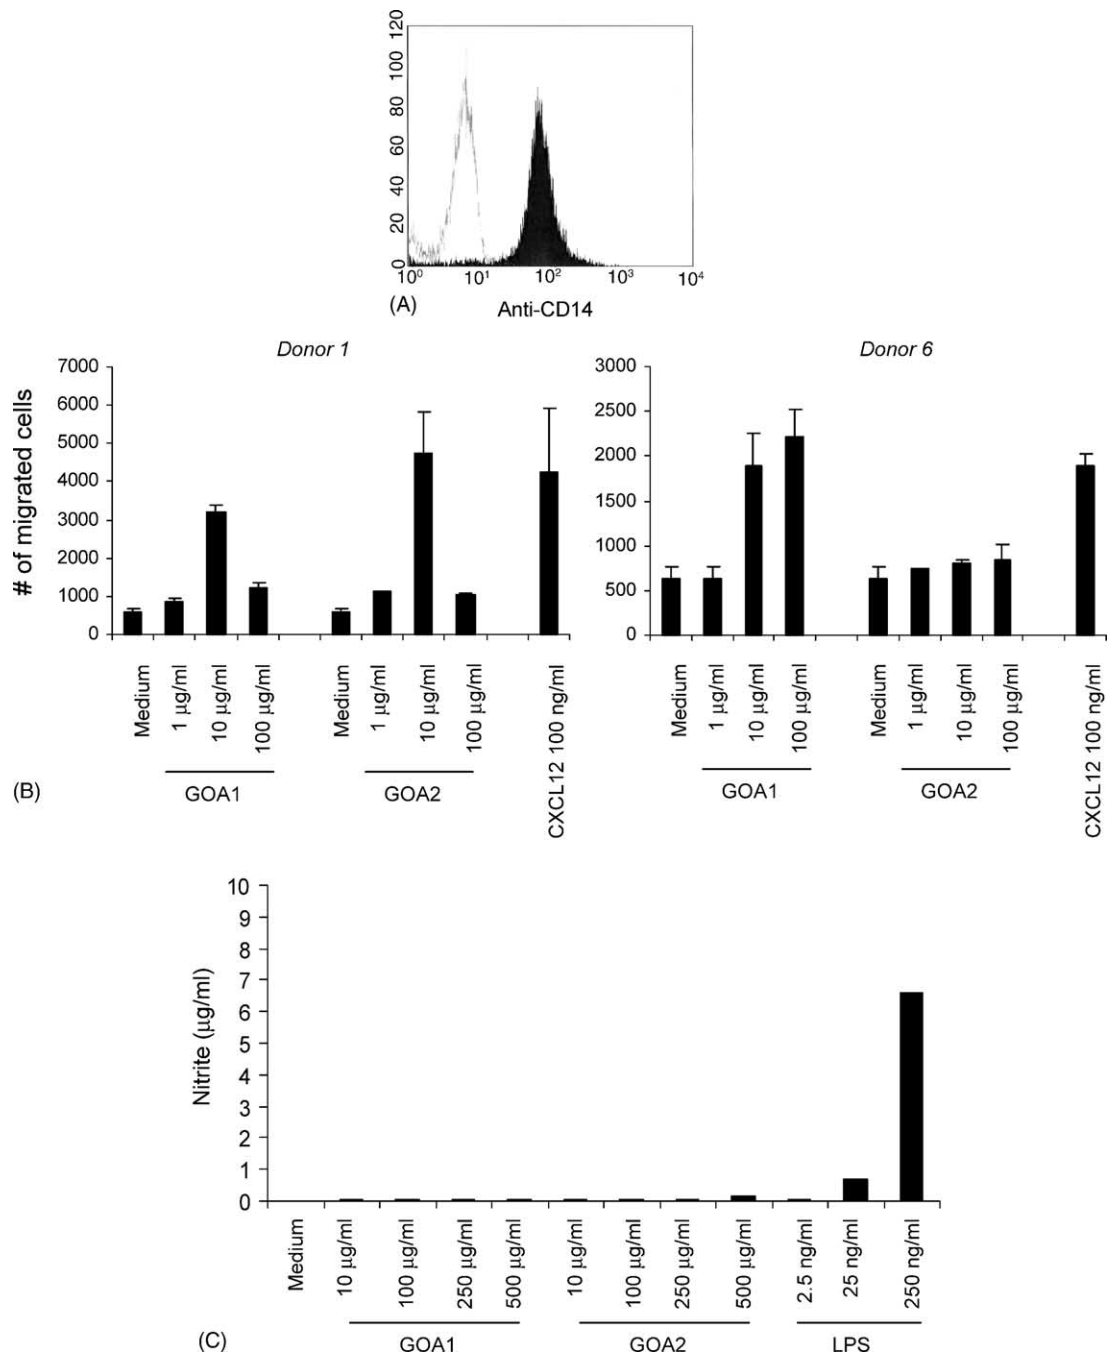 120
100
80
60
40
20
0
10⁰ 10¹ 10² 10³ 10⁴
(A) Anti-CD14
Donor 1
# of migrated cells
7000
6000
5000
4000
3000
2000
1000
0
Medium
1 µg/ml
10 µg/ml
100 µg/ml
Medium
1 µg/ml
10 µg/ml
100 µg/ml
CXCL12 100 ng/ml
GOA1 GOA2
(B)
Donor 6
3000
2500
2000
1500
1000
500
0
Medium
1 µg/ml
10 µg/ml
100 µg/ml
Medium
1 µg/ml
10 µg/ml
100 µg/ml
CXCL12 100 ng/ml
GOA1 GOA2
Nitrite (µg/ml)
10
9
8
7
6
5
4
3
2
1
0
Medium
10 µg/ml
100 µg/ml
250 µg/ml
500 µg/ml
10 µg/ml
100 µg/ml
250 µg/ml
500 µg/ml
2.5 ng/ml
25 ng/ml
250 ng/ml
(C) GOA1 GOA2 LPS